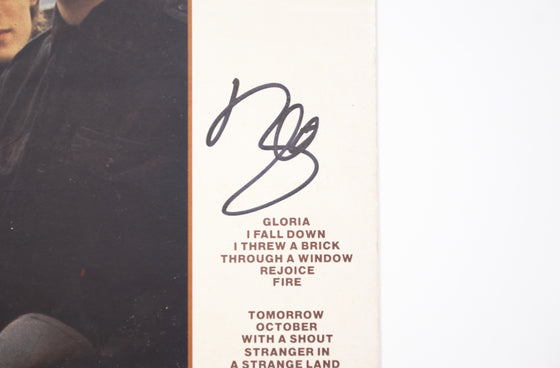 GLORIA
I FALL DOWN
I THREW A BRICK
THROUGH A WINDOW
REJOICE
FIRE
TOMORROW
OCTOBER
WITH A SHOUT
STRANGER IN
A STRANGE LAND